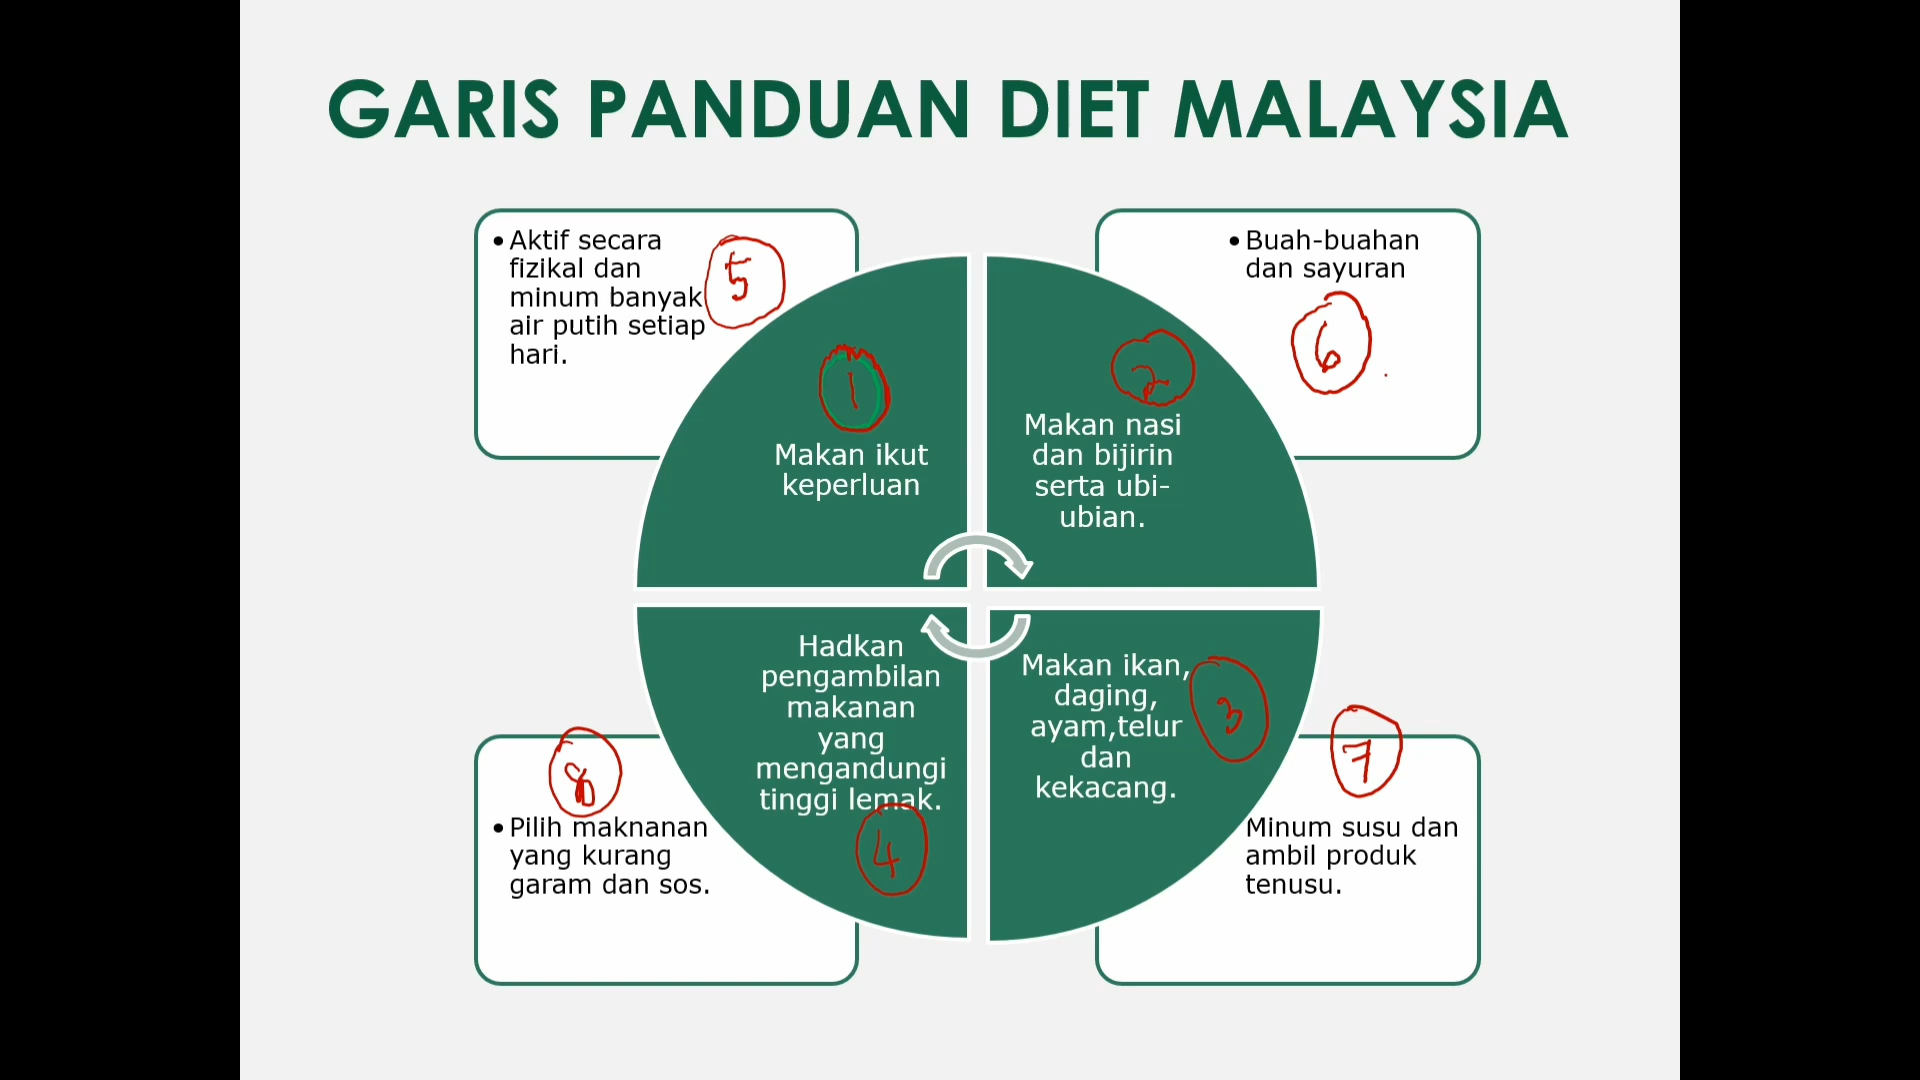 GARIS PANDUAN DIET MALAYSIA
• Aktif secara
fizikal dan
minum banyak
air putih setiap
hari.
5
• Buah-buahan
dan sayuran
6
1
Makan ikut
keperluan
2
Makan nasi
dan bijirin
serta ubi-
ubian.
Hadkan
pengambilan
makanan
yang
mengandungi
tinggi lemak.
4
Makan ikan,
daging,
ayam,telur
dan
kekacang.
3
8
• Pilih maknanan
yang kurang
garam dan sos.
7
Minum susu dan
ambil produk
tenusu.